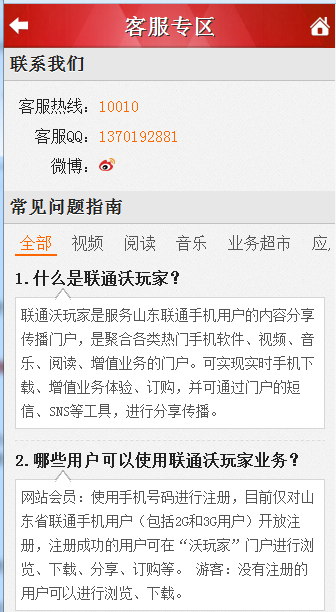 客服专区
联系我们
客服热线：10010
客服QQ：1370192881
微博：
常见问题指南
全部 视频 阅读 音乐 业务超市 应,
1.什么是联通沃玩家？
联通沃玩家是服务山东联通手机用户的内容分享
传播门户，是聚合各类热门手机软件、视频、音
乐、阅读、增值业务的门户。可实现实时手机下
载、增值业务体验、订购，并可通过门户的短
信、SNS等工具，进行分享传播。
2.哪些用户可以使用联通沃玩家业务？
网站会员：使用手机号码进行注册，目前仅对山
东省联通手机用户（包括2G和3G用户）开放注
册，注册成功的用户可在“沃玩家”门户进行浏
览、下载、分享、订购等。 游客：没有注册的
用户可以进行浏览、下载。